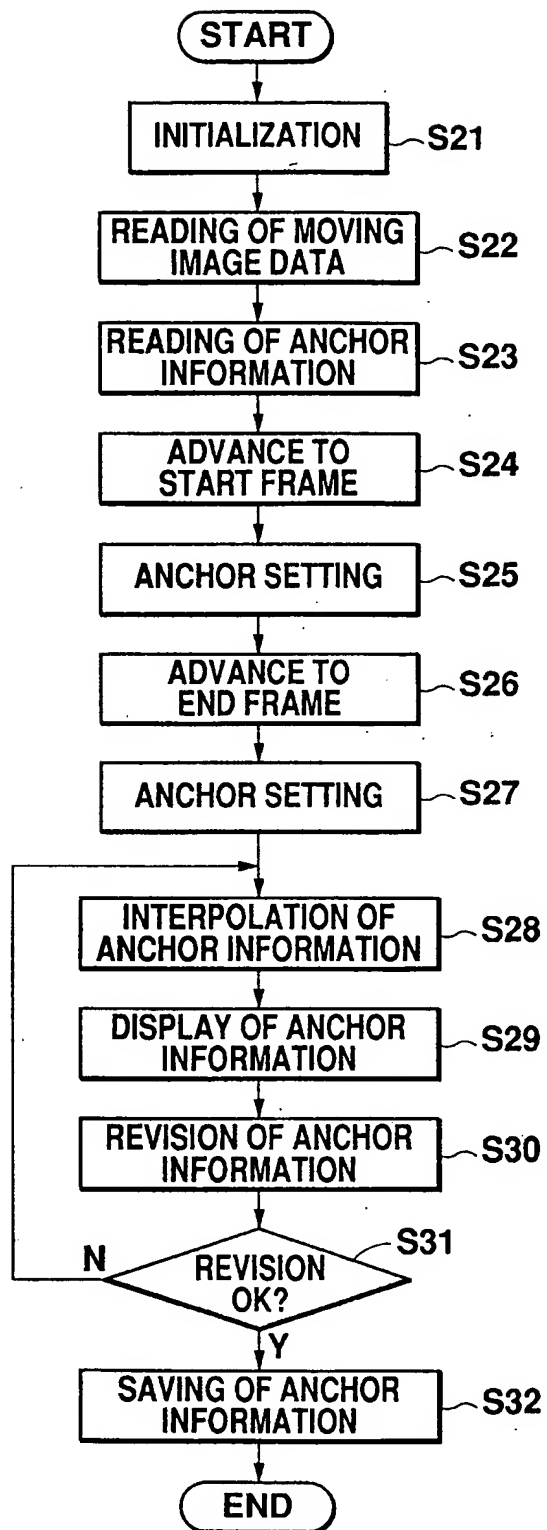 START
INITIALIZATION
S21
READING OF MOVING
IMAGE DATA
S22
READING OF ANCHOR
INFORMATION
S23
ADVANCE TO
START FRAME
S24
ANCHOR SETTING
S25
ADVANCE TO
END FRAME
S26
ANCHOR SETTING
S27
INTERPOLATION OF
ANCHOR INFORMATION
S28
DISPLAY OF ANCHOR
INFORMATION
S29
REVISION OF ANCHOR
INFORMATION
S30
S31
N
REVISION
OK?
Y
SAVING OF ANCHOR
INFORMATION
S32
END